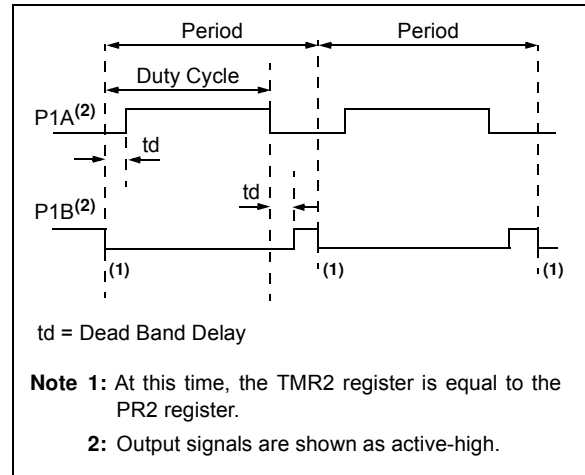 Period Period
Duty Cycle
P1A(2)
td
td
P1B(2)
(1) (1) (1)
td = Dead Band Delay
Note 1: At this time, the TMR2 register is equal to the
PR2 register.
2: Output signals are shown as active-high.